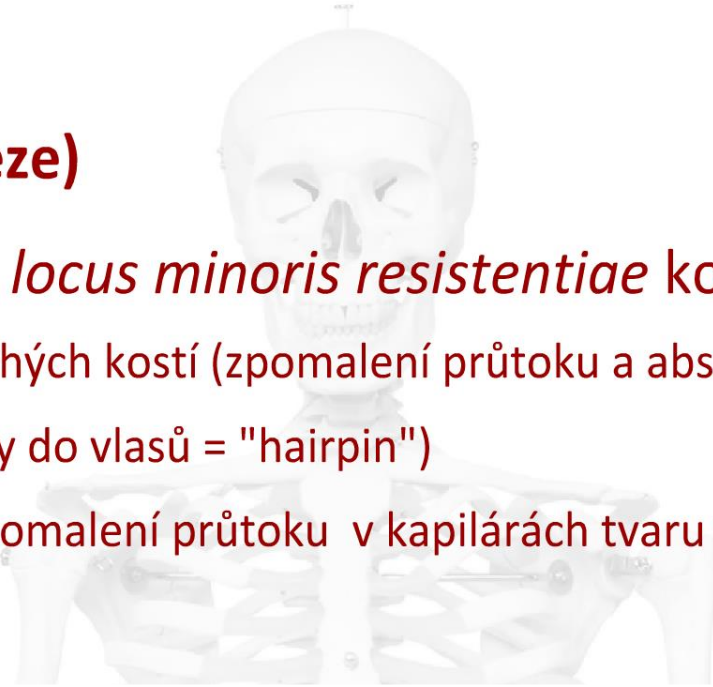 eze)
locus minoris resistentiae ko
hých kostí (zpomalení průtoku a abs
y do vlasů = "hairpin")
omalení průtoku v kapilárách tvaru